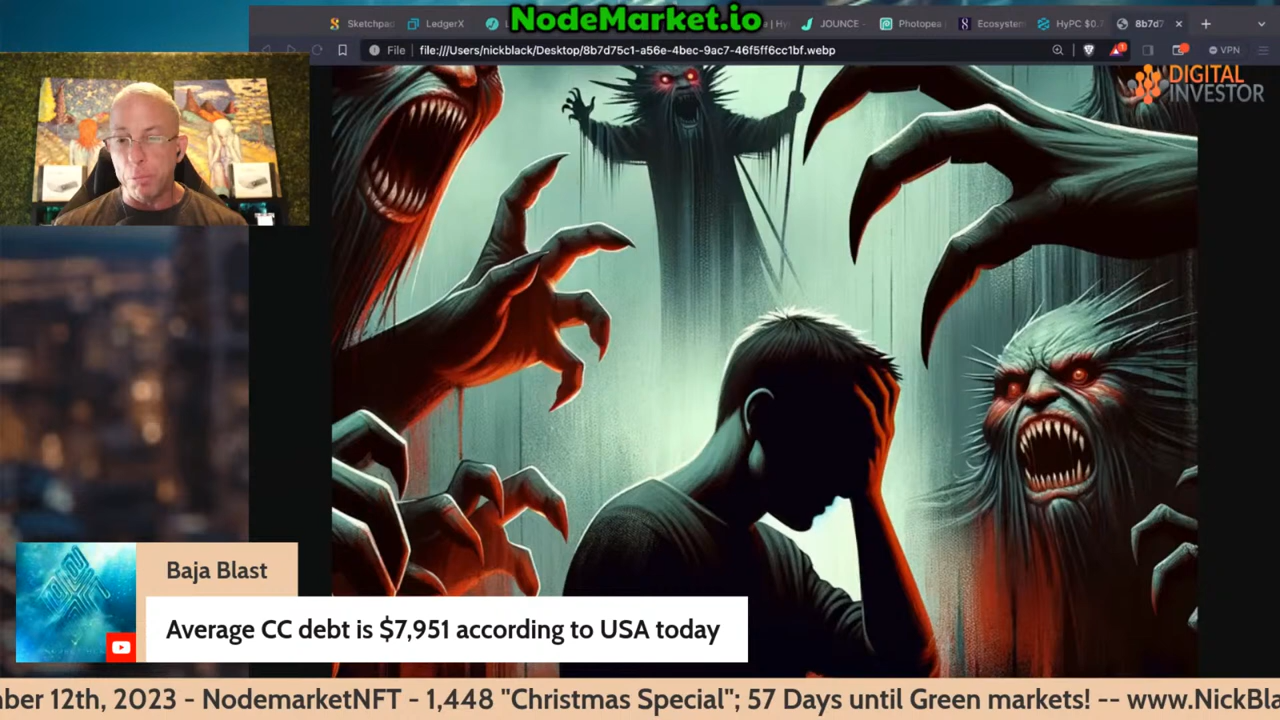 NodeMarket.io
Sketchpad
LedgerX
JOUNCE -
Photopea
Ecosystem
HyPC $0.
8b7d7
File
file:///Users/nickblack/Desktop/8b7d75c1-a56e-4bec-9ac7-46f5ff6cc1bf.webp
VPN
DIGITAL
INVESTOR
Baja Blast
Average CC debt is $7,951 according to USA today
ber 12th, 2023 - NodemarketNFT - 1,448 "Christmas Special"; 57 Days until Green markets! -- www.NickBla